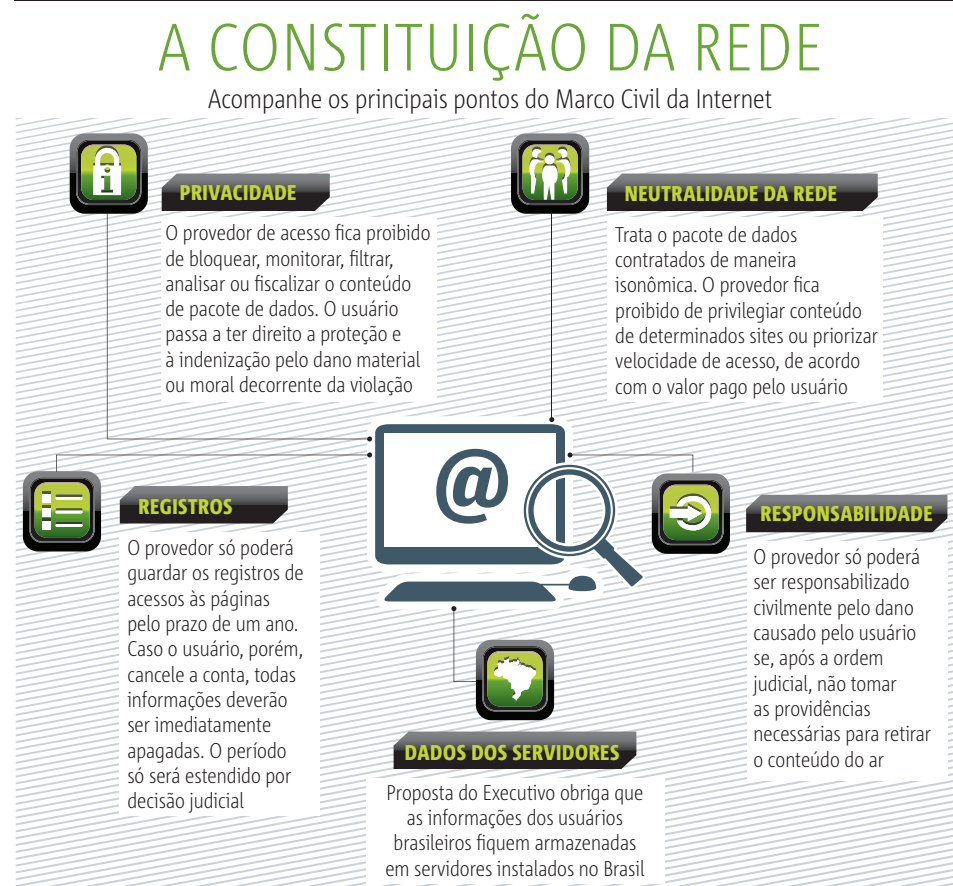 A CONSTITUIÇÃO DA REDE
Acompanhe os principais pontos do Marco Civil da Internet
PRIVACIDADE
O provedor de acesso fica proibido
de bloquear, monitorar, filtrar,
analisar ou fiscalizar o conteúdo
de pacote de dados. O usuário
passa a ter direito a proteção e
à indenização pelo dano material
ou moral decorrente da violação
NEUTRALIDADE DA REDE
Trata o pacote de dados
contratados de maneira
isonômica. O provedor fica
proibido de privilegiar conteúdo
de determinados sites ou priorizar
velocidade de acesso, de acordo
com o valor pago pelo usuário
@
REGISTROS
O provedor só poderá
guardar os registros de
acessos às páginas
pelo prazo de um ano.
Caso o usuário, porém,
cancele a conta, todas
informações deverão
ser imediatamente
apagadas. O período
só será estendido por
decisão judicial
RESPONSABILIDADE
O provedor só poderá
ser responsabilizado
civilmente pelo dano
causado pelo usuário
se, após a ordem
judicial, não tomar
as providências
necessárias para retirar
o conteúdo do ar
DADOS DOS SERVIDORES
Proposta do Executivo obriga que
as informações dos usuários
brasileiros fiquem armazenadas
em servidores instalados no Brasil